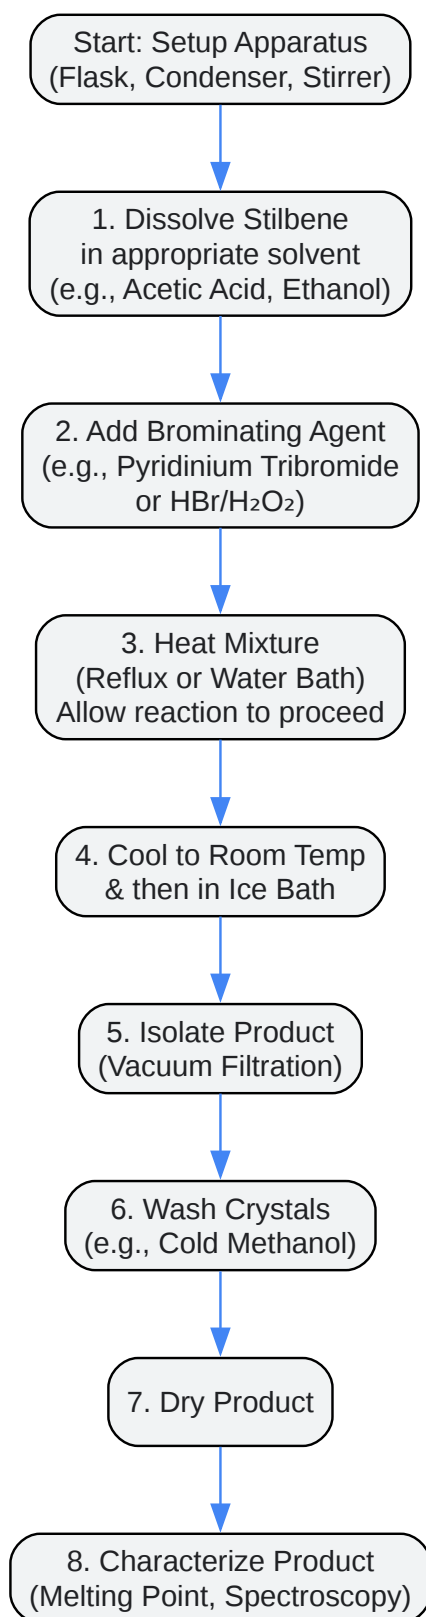 Start: Setup Apparatus
(Flask, Condenser, Stirrer)
1. Dissolve Stilbene
in appropriate solvent
(e.g., Acetic Acid, Ethanol)
2. Add Brominating Agent
(e.g., Pyridinium Tribromide
or HBr/H₂O₂)
3. Heat Mixture
(Reflux or Water Bath)
Allow reaction to proceed
4. Cool to Room Temp
& then in Ice Bath
5. Isolate Product
(Vacuum Filtration)
6. Wash Crystals
(e.g., Cold Methanol)
7. Dry Product
8. Characterize Product
(Melting Point, Spectroscopy)